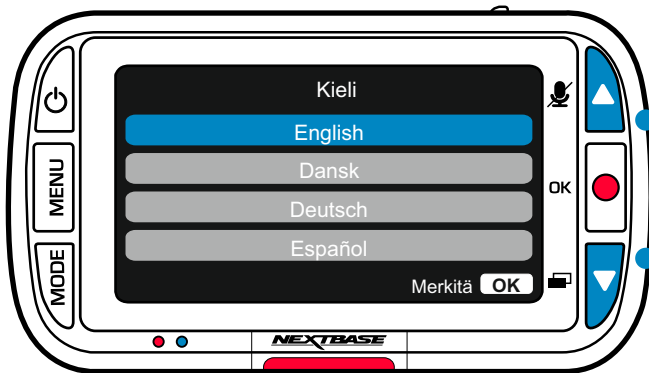 Kieli
English
Dansk
Deutsch
Español
Merkitä OK
MENU
MODE
OK
NEXTBASE